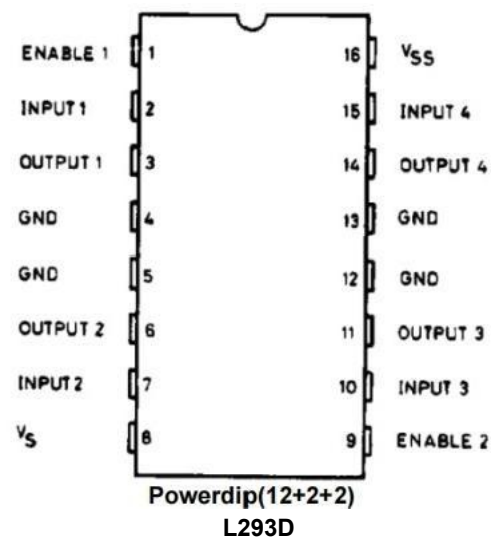 ENABLE 1 1 16 VSS
INPUT 1 2 15 INPUT 4
OUTPUT 1 3 14 OUTPUT 4
GND 4 13 GND
GND 5 12 GND
OUTPUT 2 6 11 OUTPUT 3
INPUT 2 7 10 INPUT 3
VS 8 9 ENABLE 2
Powerdip(12+2+2)
L293D